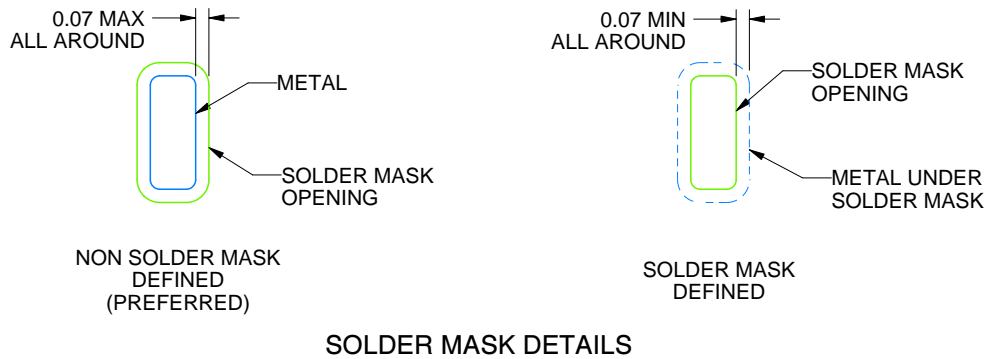 0.07 MAX
ALL AROUND
METAL
SOLDER MASK
OPENING
NON SOLDER MASK
DEFINED
(PREFERRED)
0.07 MIN
ALL AROUND
SOLDER MASK
OPENING
METAL UNDER
SOLDER MASK
SOLDER MASK
DEFINED
SOLDER MASK DETAILS